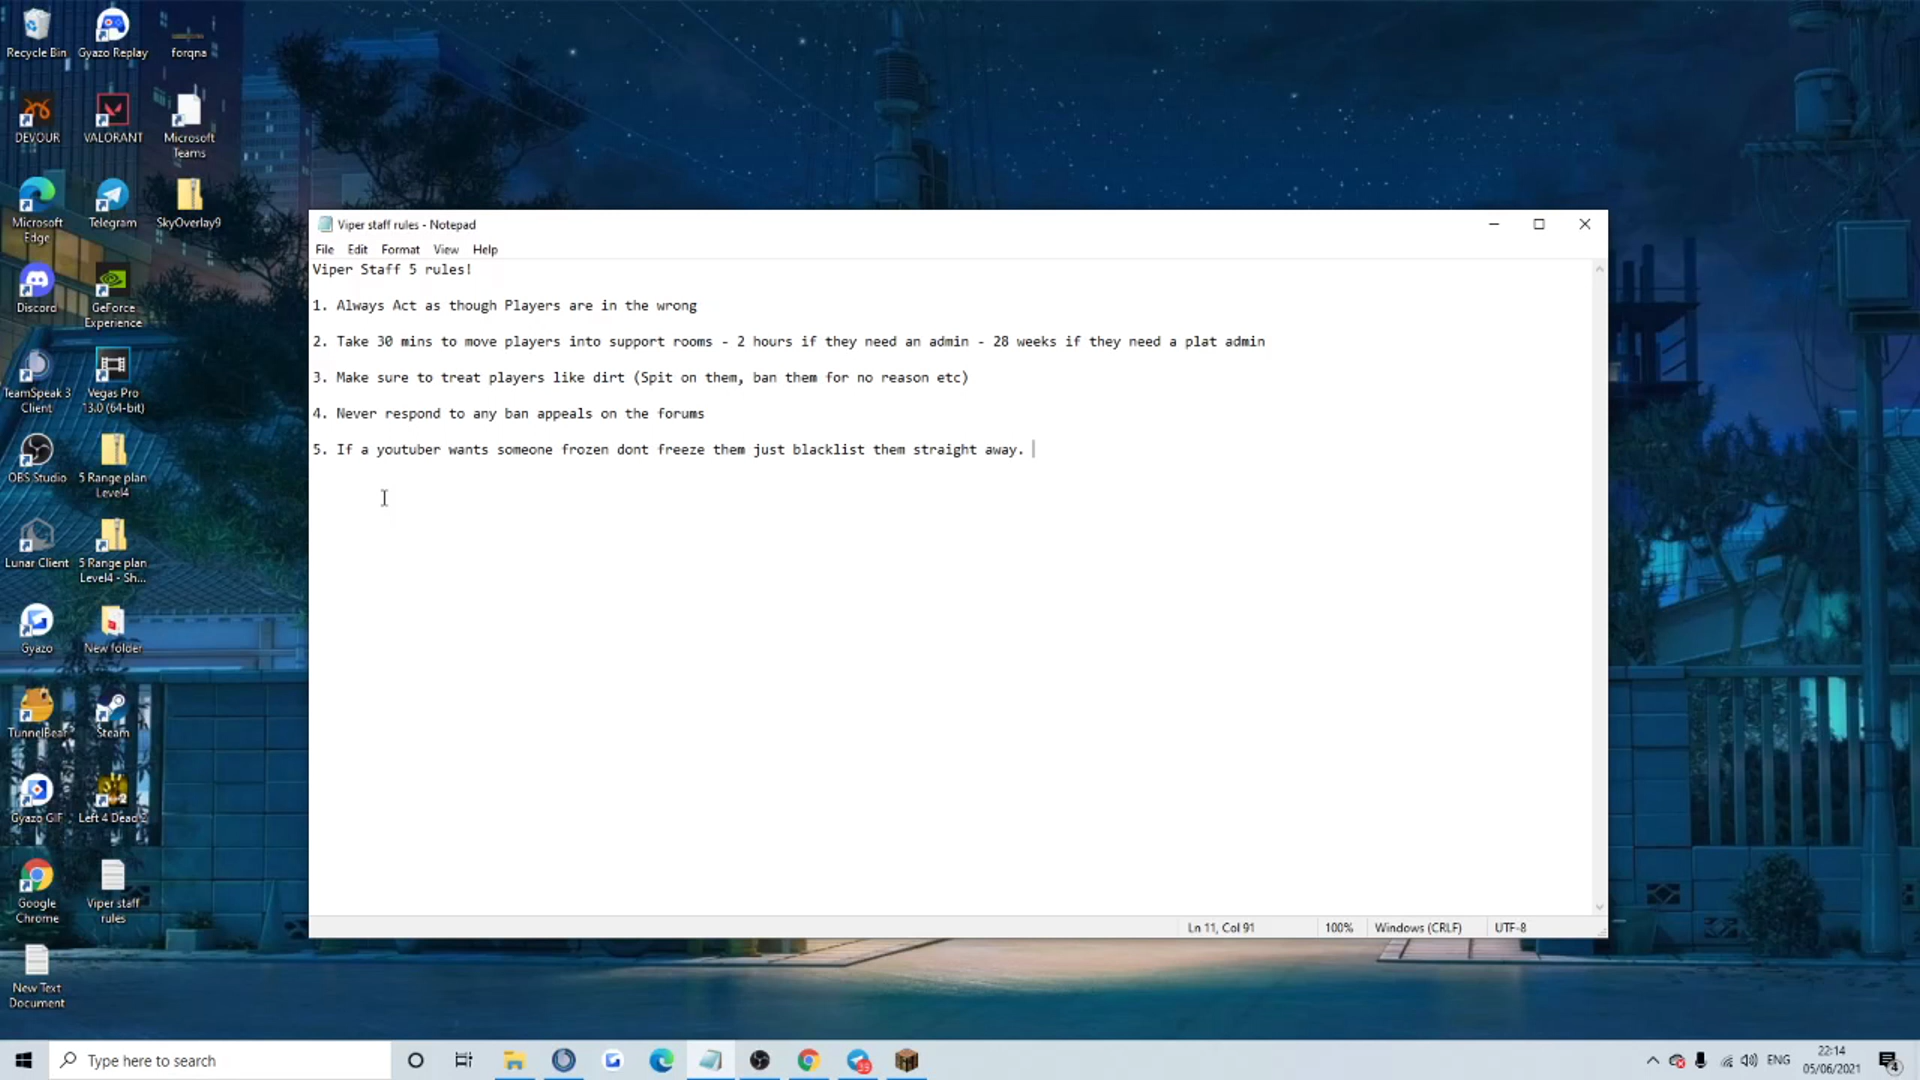 Recycle Bin
Gyazo Replay
forqna
DEVOUR
VALORANT
Microsoft
Teams
Microsoft
Edge
Telegram
SkyOverlay9
Discord
GeForce
Experience
TeamSpeak 3
Client
Vegas Pro
13.0 (64-bit)
OBS Studio
5 Range plan
Level4
Lunar Client
5 Range plan
Level4 - Sh...
Gyazo
New folder
TunnelBear
Steam
Gyazo GIF
Left 4 Dead 2
Google
Chrome
Viper staff
rules
New Text
Document
Viper staff rules - Notepad
File Edit Format View Help
Viper Staff 5 rules!
1. Always Act as though Players are in the wrong
2. Take 30 mins to move players into support rooms - 2 hours if they need an admin - 28 weeks if they need a plat admin
3. Make sure to treat players like dirt (Spit on them, ban them for no reason etc)
4. Never respond to any ban appeals on the forums
5. If a youtuber wants someone frozen dont freeze them just blacklist them straight away.
Ln 11, Col 91
100%
Windows (CRLF)
UTF-8
Type here to search
ENG
22:14
05/06/2021